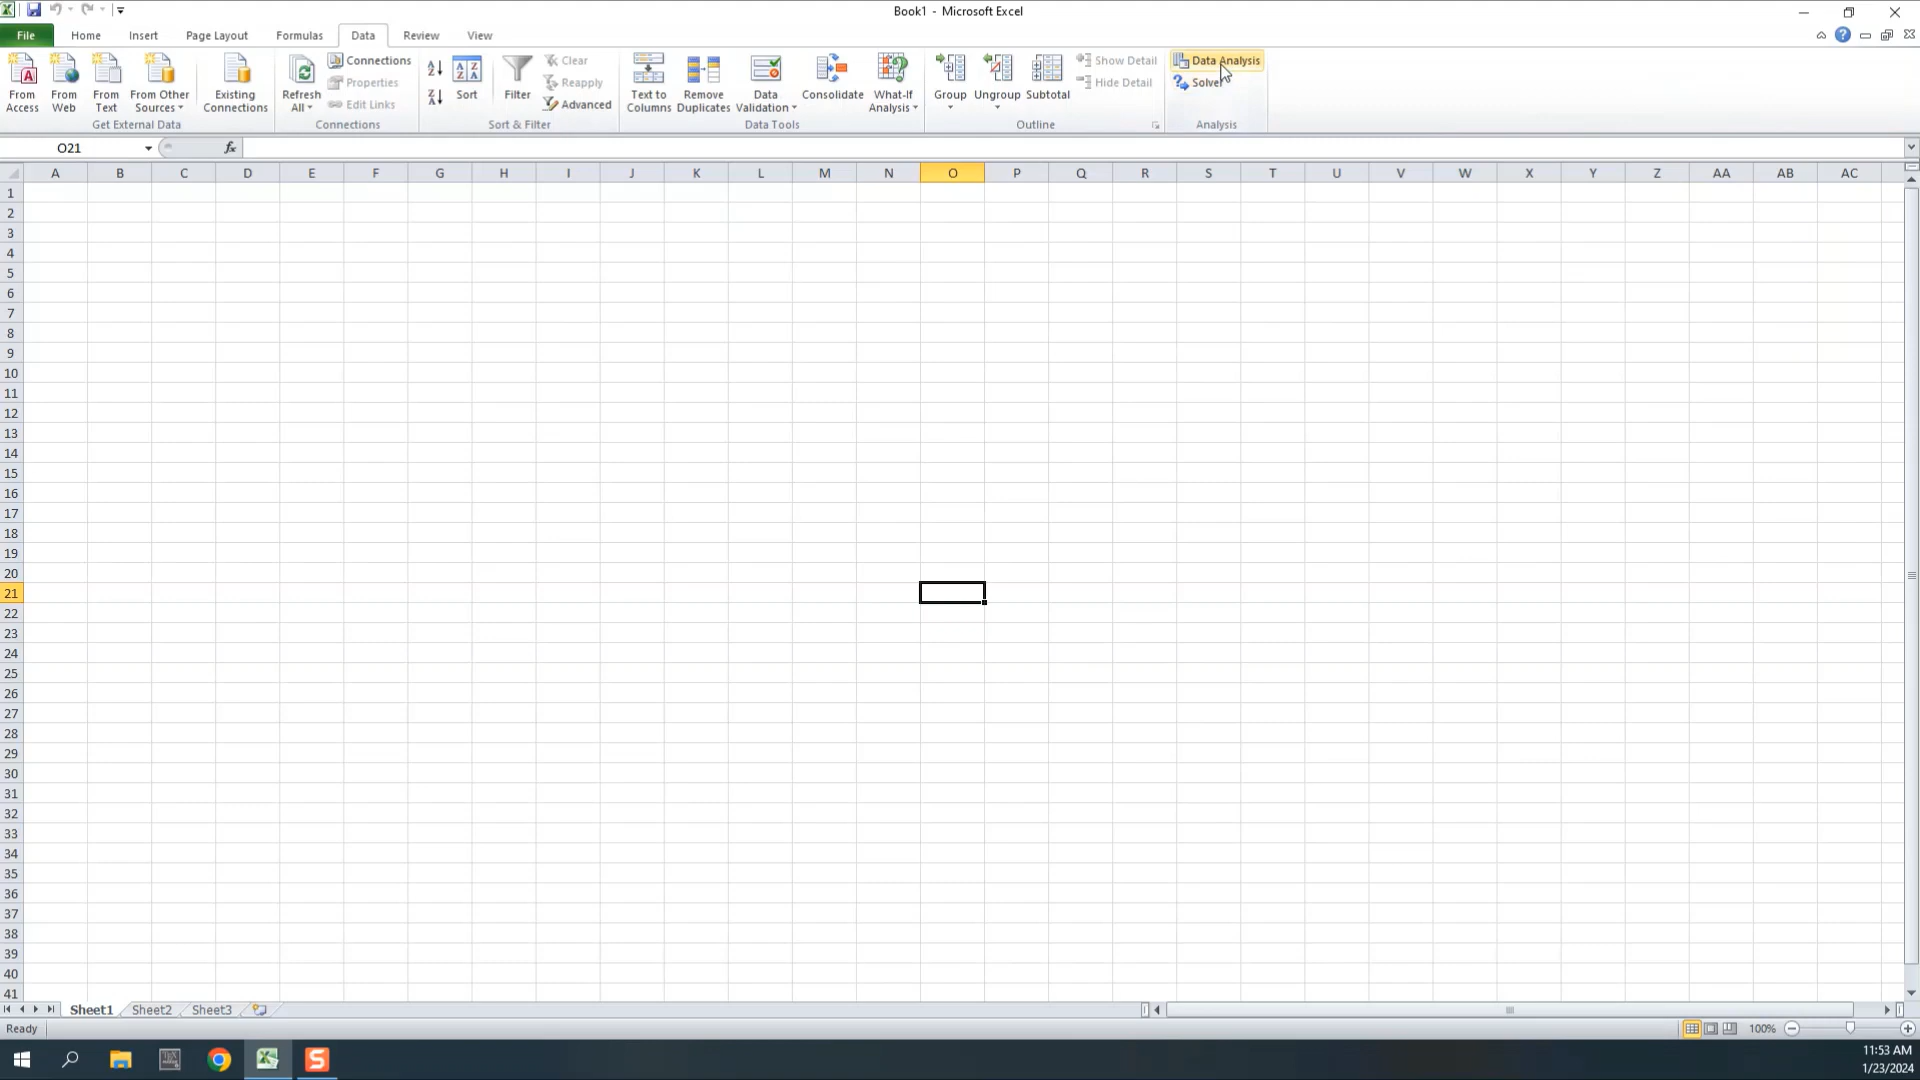 Book1 - Microsoft Excel
File Home Insert Page Layout Formulas Data Review View
From Access
From Web
From Text
From Other Sources
Existing Connections
Get External Data
Refresh All
Connections
Properties
Edit Links
Connections
Sort
Filter
Clear
Reapply
Advanced
Sort & Filter
Text to Columns
Remove Duplicates
Data Validation
Consolidate
What-If Analysis
Data Tools
Group
Ungroup
Subtotal
Show Detail
Hide Detail
Outline
Data Analysis
Solver
Analysis
O21 fx
A B C D E F G H I J K L M N O P Q R S T U V W X Y Z AA AB AC
1
2
3
4
5
6
7
8
9
10
11
12
13
14
15
16
17
18
19
20
21
22
23
24
25
26
27
28
29
30
31
32
33
34
35
36
37
38
39
40
41
Sheet1 Sheet2 Sheet3
Ready 100%
11:53 AM
1/23/2024